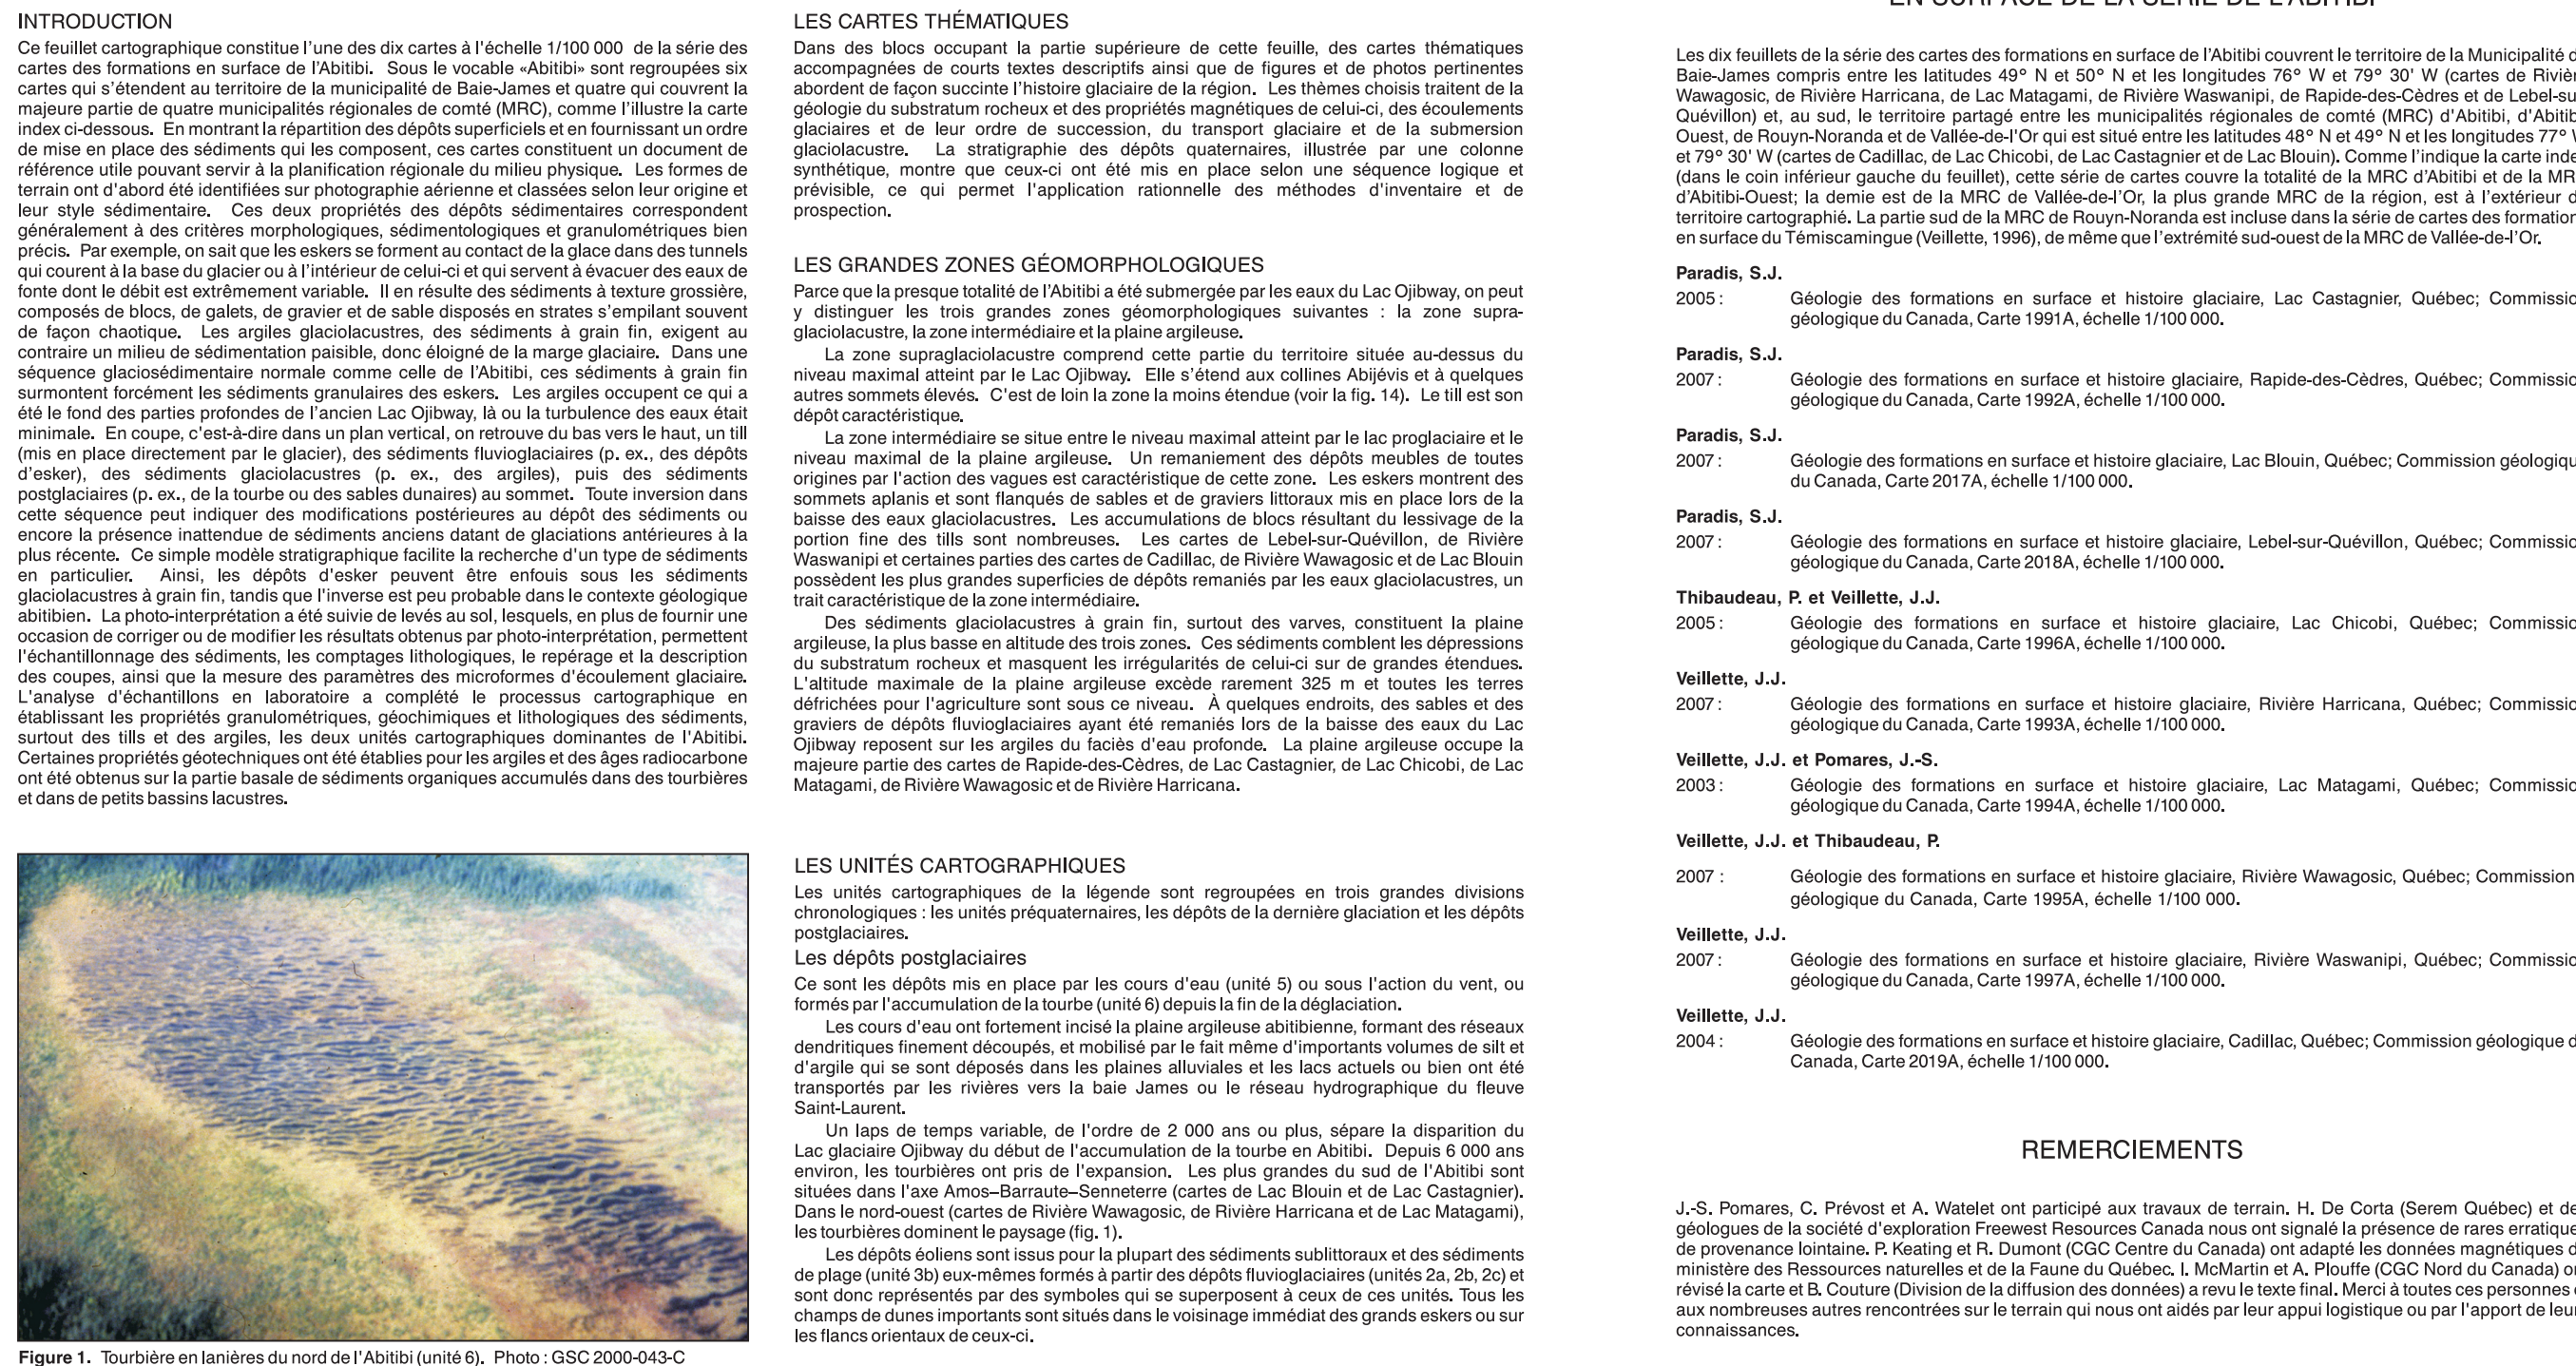 INTRODUCTION
Ce feuillet cartographique constitue l'une des dix cartes à l'échelle 1/100 000 de la série des
cartes des formations en surface de l'Abitibi. Sous le vocable «Abitibi» sont regroupées six
cartes qui s'étendent au territoire de la municipalité de Baie-James et quatre qui couvrent la
majeure partie de quatre municipalités régionales de comté (MRC), comme l'illustre la carte
index ci-dessous. En montrant la répartition des dépôts superficiels et en fournissant un ordre
de mise en place des sédiments qui les composent, ces cartes constituent un document de
référence utile pouvant servir à la planification régionale du milieu physique. Les formes de
terrain ont d'abord été identifiées sur photographie aérienne et classées selon leur origine et
leur style sédimentaire. Ces deux propriétés des dépôts sédimentaires correspondent
généralement à des critères morphologiques, sédimentologiques et granulométriques bien
précis. Par exemple, on sait que les eskers se forment au contact de la glace dans des tunnels
qui courent à la base du glacier ou à l'intérieur de celui-ci et qui servent à évacuer des eaux de
fonte dont le débit est extrêmement variable. Il en résulte des sédiments à texture grossière,
composés de blocs, de galets, de gravier et de sable disposés en strates s'empilant souvent
de façon chaotique. Les argiles glaciolacustres, des sédiments à grain fin, exigent au
contraire un milieu de sédimentation paisible, donc éloigné de la marge glaciaire. Dans une
séquence glaciosédimentaire normale comme celle de l'Abitibi, ces sédiments à grain fin
surmontent forcément les sédiments granulaires des eskers. Les argiles occupent ce qui a
été le fond des parties profondes de l'ancien Lac Ojibway, là ou la turbulence des eaux était
minimale. En coupe, c'est-à-dire dans un plan vertical, on retrouve du bas vers le haut, un till
(mis en place directement par le glacier), des sédiments fluvioglaciaires (p. ex., des dépôts
d'esker), des sédiments glaciolacustres (p. ex., des argiles), puis des sédiments
postglaciaires (p. ex., de la tourbe ou des sables dunaires) au sommet. Toute inversion dans
cette séquence peut indiquer des modifications postérieures au dépôt des sédiments ou
encore la présence inattendue de sédiments anciens datant de glaciations antérieures à la
plus récente. Ce simple modèle stratigraphique facilite la recherche d'un type de sédiments
en particulier. Ainsi, les dépôts d'esker peuvent être enfouis sous les sédiments
glaciolacustres à grain fin, tandis que l'inverse est peu probable dans le contexte géologique
abitibien. La photo-interprétation a été suivie de levés au sol, lesquels, en plus de fournir une
occasion de corriger ou de modifier les résultats obtenus par photo-interprétation, permettent
l'échantillonnage des sédiments, les comptages lithologiques, le repérage et la description
des coupes, ainsi que la mesure des paramètres des microformes d'écoulement glaciaire.
L'analyse d'échantillons en laboratoire a complété le processus cartographique en
établissant les propriétés granulométriques, géochimiques et lithologiques des sédiments,
surtout des tills et des argiles, les deux unités cartographiques dominantes de l'Abitibi.
Certaines propriétés géotechniques ont été établies pour les argiles et des âges radiocarbone
ont été obtenus sur la partie basale de sédiments organiques accumulés dans des tourbières
et dans de petits bassins lacustres.
Figure 1. Tourbière en lanières du nord de l'Abitibi (unité 6). Photo : GSC 2000-043-C
LES CARTES THÉMATIQUES
Dans des blocs occupant la partie supérieure de cette feuille, des cartes thématiques
accompagnées de courts textes descriptifs ainsi que de figures et de photos pertinentes
abordent de façon succinte l'histoire glaciaire de la région. Les thèmes choisis traitent de la
géologie du substratum rocheux et des propriétés magnétiques de celui-ci, des écoulements
glaciaires et de leur ordre de succession, du transport glaciaire et de la submersion
glaciolacustre. La stratigraphie des dépôts quaternaires, illustrée par une colonne
synthétique, montre que ceux-ci ont été mis en place selon une séquence logique et
prévisible, ce qui permet l'application rationnelle des méthodes d'inventaire et de
prospection.
LES GRANDES ZONES GÉOMORPHOLOGIQUES
Parce que la presque totalité de l'Abitibi a été submergée par les eaux du Lac Ojibway, on peut
y distinguer les trois grandes zones géomorphologiques suivantes : la zone supra-
glaciolacustre, la zone intermédiaire et la plaine argileuse.
La zone supraglaciolacustre comprend cette partie du territoire située au-dessus du
niveau maximal atteint par le Lac Ojibway. Elle s'étend aux collines Abijévis et à quelques
autres sommets élevés. C'est de loin la zone la moins étendue (voir la fig. 14). Le till est son
dépôt caractéristique.
La zone intermédiaire se situe entre le niveau maximal atteint par le lac proglaciaire et le
niveau maximal de la plaine argileuse. Un remaniement des dépôts meubles de toutes
origines par l'action des vagues est caractéristique de cette zone. Les eskers montrent des
sommets aplanis et sont flanqués de sables et de graviers littoraux mis en place lors de la
baisse des eaux glaciolacustres. Les accumulations de blocs résultant du lessivage de la
portion fine des tills sont nombreuses. Les cartes de Lebel-sur-Quévillon, de Rivière
Waswanipi et certaines parties des cartes de Cadillac, de Rivière Wawagosic et de Lac Blouin
possèdent les plus grandes superficies de dépôts remaniés par les eaux glaciolacustres, un
trait caractéristique de la zone intermédiaire.
Des sédiments glaciolacustres à grain fin, surtout des varves, constituent la plaine
argileuse, la plus basse en altitude des trois zones. Ces sédiments comblent les dépressions
du substratum rocheux et masquent les irrégularités de celui-ci sur de grandes étendues.
L'altitude maximale de la plaine argileuse excède rarement 325 m et toutes les terres
défrichées pour l'agriculture sont sous ce niveau. À quelques endroits, des sables et des
graviers de dépôts fluvioglaciaires ayant été remaniés lors de la baisse des eaux du Lac
Ojibway reposent sur les argiles du faciès d'eau profonde. La plaine argileuse occupe la
majeure partie des cartes de Rapide-des-Cèdres, de Lac Castagnier, de Lac Chicobi, de Lac
Matagami, de Rivière Wawagosic et de Rivière Harricana.
LES UNITÉS CARTOGRAPHIQUES
Les unités cartographiques de la légende sont regroupées en trois grandes divisions
chronologiques : les unités préquaternaires, les dépôts de la dernière glaciation et les dépôts
postglaciaires.
Les dépôts postglaciaires
Ce sont les dépôts mis en place par les cours d'eau (unité 5) ou sous l'action du vent, ou
formés par l'accumulation de la tourbe (unité 6) depuis la fin de la déglaciation.
Les cours d'eau ont fortement incisé la plaine argileuse abitibienne, formant des réseaux
dendritiques finement découpés, et mobilisé par le fait même d'importants volumes de silt et
d'argile qui se sont déposés dans les plaines alluviales et les lacs actuels ou bien ont été
transportés par les rivières vers la baie James ou le réseau hydrographique du fleuve
Saint-Laurent.
Un laps de temps variable, de l'ordre de 2 000 ans ou plus, sépare la disparition du
Lac glaciaire Ojibway du début de l'accumulation de la tourbe en Abitibi. Depuis 6 000 ans
environ, les tourbières ont pris de l'expansion. Les plus grandes du sud de l'Abitibi sont
situées dans l'axe Amos–Barraute–Senneterre (cartes de Lac Blouin et de Lac Castagnier).
Dans le nord-ouest (cartes de Rivière Wawagosic, de Rivière Harricana et de Lac Matagami),
les tourbières dominent le paysage (fig. 1).
Les dépôts éoliens sont issus pour la plupart des sédiments sublittoraux et des sédiments
de plage (unité 3b) eux-mêmes formés à partir des dépôts fluvioglaciaires (unités 2a, 2b, 2c) et
sont donc représentés par des symboles qui se superposent à ceux de ces unités. Tous les
champs de dunes importants sont situés dans le voisinage immédiat des grands eskers ou sur
les flancs orientaux de ceux-ci.
EN SURFACE DE LA SÉRIE DE L'ABITIBI
Les dix feuillets de la série des cartes des formations en surface de l'Abitibi couvrent le territoire de la Municipalité
Baie-James compris entre les latitudes 49° N et 50° N et les longitudes 76° W et 79° 30' W (cartes de Riviè
Wawagosic, de Rivière Harricana, de Lac Matagami, de Rivière Waswanipi, de Rapide-des-Cèdres et de Lebel-su
Quévillon) et, au sud, le territoire partagé entre les municipalités régionales de comté (MRC) d'Abitibi, d'Abitib
Ouest, de Rouyn-Noranda et de Vallée-de-l'Or qui est situé entre les latitudes 48° N et 49° N et les longitudes 77°
et 79° 30' W (cartes de Cadillac, de Lac Chicobi, de Lac Castagnier et de Lac Blouin). Comme l'indique la carte inde
(dans le coin inférieur gauche du feuillet), cette série de cartes couvre la totalité de la MRC d'Abitibi et de la MR
d'Abitibi-Ouest; la demie est de la MRC de Vallée-de-l'Or, la plus grande MRC de la région, est à l'extérieur d
territoire cartographié. La partie sud de la MRC de Rouyn-Noranda est incluse dans la série de cartes des formation
en surface du Témiscamingue (Veillette, 1996), de même que l'extrémité sud-ouest de la MRC de Vallée-de-l'Or.
Paradis, S.J.
2005 : Géologie des formations en surface et histoire glaciaire, Lac Castagnier, Québec; Commissio
géologique du Canada, Carte 1991A, échelle 1/100 000.
Paradis, S.J.
2007 : Géologie des formations en surface et histoire glaciaire, Rapide-des-Cèdres, Québec; Commissio
géologique du Canada, Carte 1992A, échelle 1/100 000.
Paradis, S.J.
2007 : Géologie des formations en surface et histoire glaciaire, Lac Blouin, Québec; Commission géologiqu
du Canada, Carte 2017A, échelle 1/100 000.
Paradis, S.J.
2007 : Géologie des formations en surface et histoire glaciaire, Lebel-sur-Quévillon, Québec; Commissio
géologique du Canada, Carte 2018A, échelle 1/100 000.
Thibaudeau, P. et Veillette, J.J.
2005 : Géologie des formations en surface et histoire glaciaire, Lac Chicobi, Québec; Commissio
géologique du Canada, Carte 1996A, échelle 1/100 000.
Veillette, J.J.
2007 : Géologie des formations en surface et histoire glaciaire, Rivière Harricana, Québec; Commissio
géologique du Canada, Carte 1993A, échelle 1/100 000.
Veillette, J.J. et Pomares, J.-S.
2003 : Géologie des formations en surface et histoire glaciaire, Lac Matagami, Québec; Commissio
géologique du Canada, Carte 1994A, échelle 1/100 000.
Veillette, J.J. et Thibaudeau, P.
2007 : Géologie des formations en surface et histoire glaciaire, Rivière Wawagosic, Québec; Commission
géologique du Canada, Carte 1995A, échelle 1/100 000.
Veillette, J.J.
2007 : Géologie des formations en surface et histoire glaciaire, Rivière Waswanipi, Québec; Commissio
géologique du Canada, Carte 1997A, échelle 1/100 000.
Veillette, J.J.
2004 : Géologie des formations en surface et histoire glaciaire, Cadillac, Québec; Commission géologique d
Canada, Carte 2019A, échelle 1/100 000.
REMERCIEMENTS
J.-S. Pomares, C. Prévost et A. Watelet ont participé aux travaux de terrain. H. De Corta (Serem Québec) et de
géologues de la société d'exploration Freewest Resources Canada nous ont signalé la présence de rares erratique
de provenance lointaine. P. Keating et R. Dumont (CGC Centre du Canada) ont adapté les données magnétiques d
ministère des Ressources naturelles et de la Faune du Québec. I. McMartin et A. Plouffe (CGC Nord du Canada) on
révisé la carte et B. Couture (Division de la diffusion des données) a revu le texte final. Merci à toutes ces personnes
aux nombreuses autres rencontrées sur le terrain qui nous ont aidés par leur appui logistique ou par l'apport de leur
connaissances.